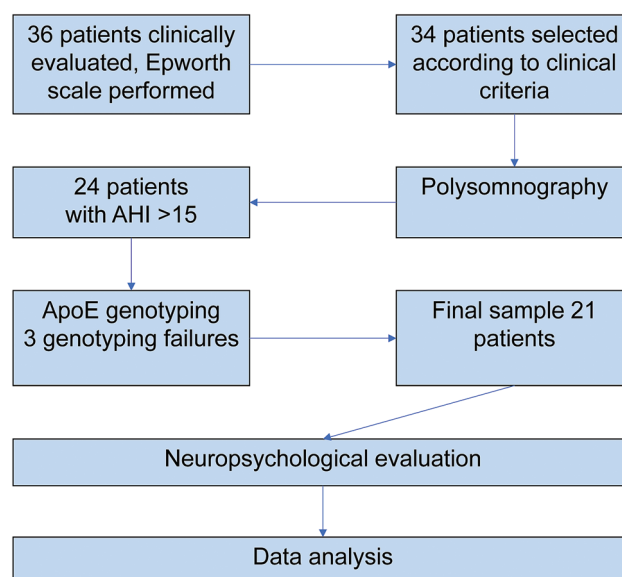 36 patients clinically
evaluated, Epworth
scale performed
34 patients selected
according to clinical
criteria
Polysomnography
24 patients
with AHI >15
ApoE genotyping
3 genotyping failures
Final sample 21
patients
Neuropsychological evaluation
Data analysis